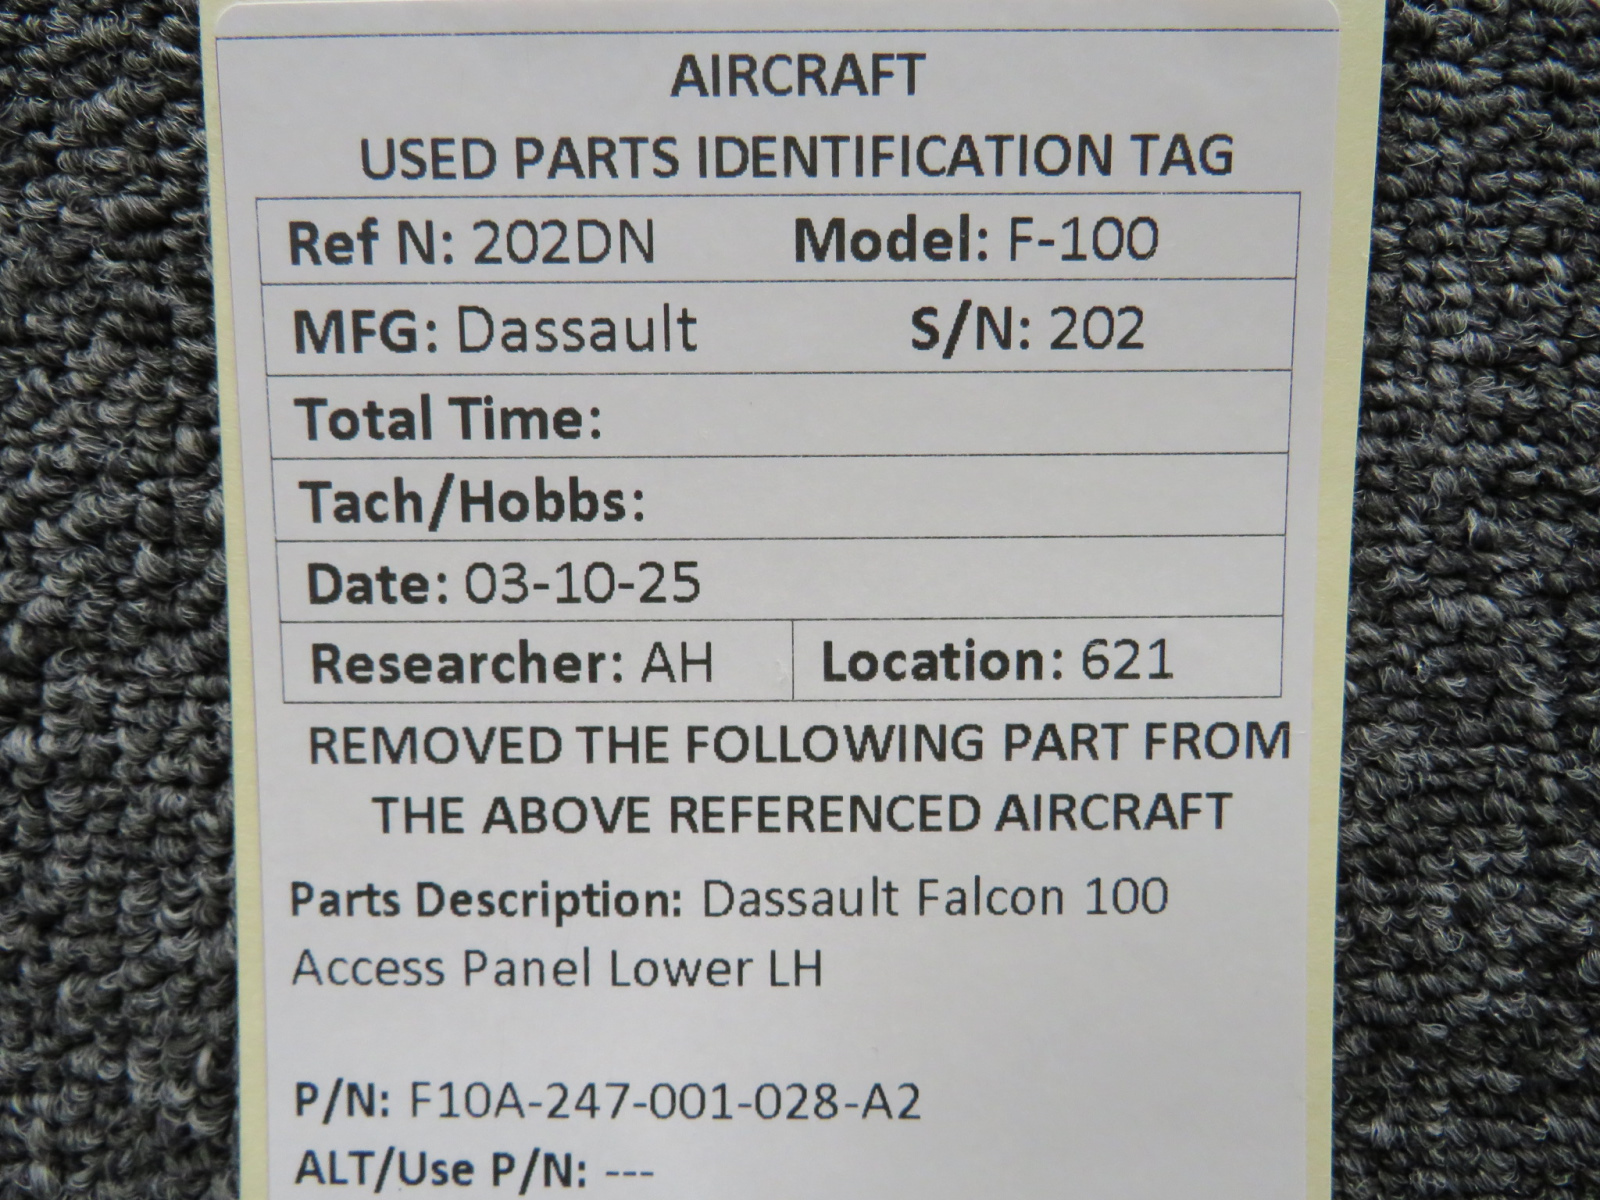 AIRCRAFT
USED PARTS IDENTIFICATION TAG
Ref N: 202DN Model: F-100
MFG: Dassault S/N: 202
Total Time:
Tach/Hobbs:
Date: 03-10-25
Researcher: AH Location: 621
REMOVED THE FOLLOWING PART FROM
THE ABOVE REFERENCED AIRCRAFT
Parts Description: Dassault Falcon 100
Access Panel Lower LH
P/N: F10A-247-001-028-A2
ALT/Use P/N: ---